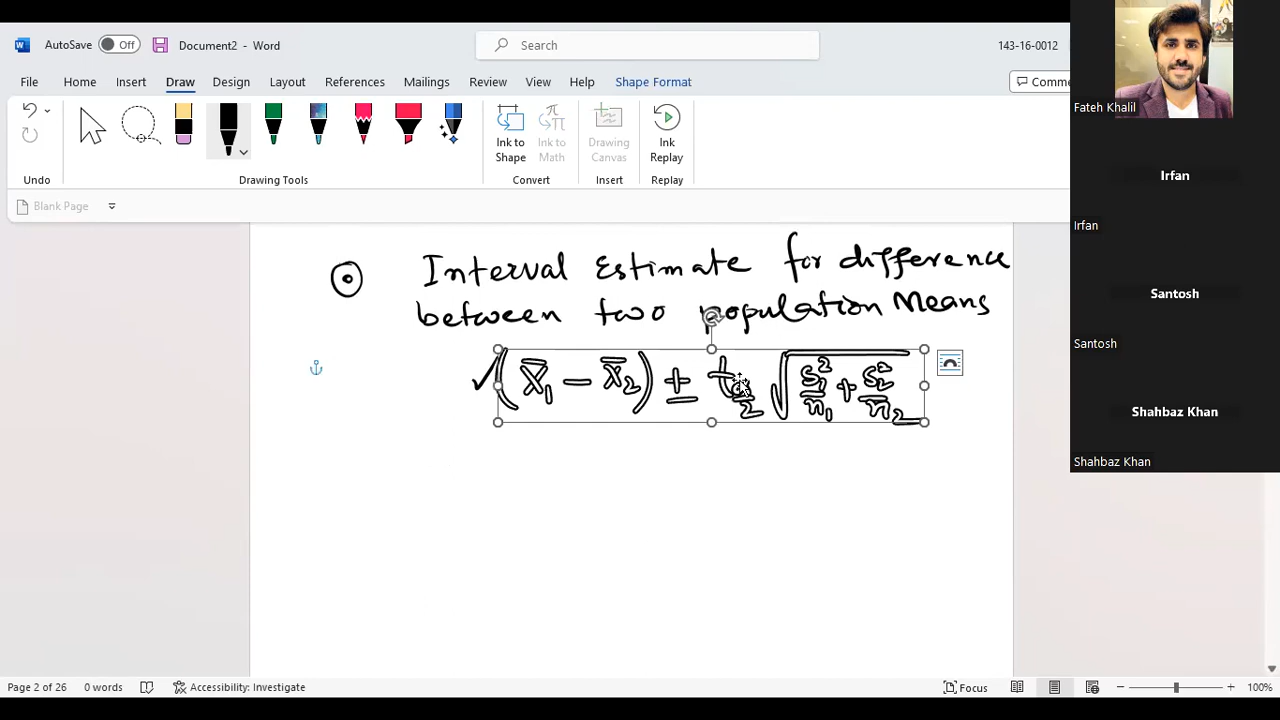 AutoSave Off Document2 - Word Search 143-16-0012
File Home Insert Draw Design Layout References Mailings Review View Help Shape Format Comme
Undo
Ink to Shape
Ink to Math
Convert
Drawing Tools
Drawing Canvas
Insert
Ink Replay
Replay
Blank Page
Interval Estimate for difference
between two population Means
✓(X̄₁ − X̄₂) ± t α/2 √(S₁²/n₁ + S₂²/n₂)
Fateh Khalil
Irfan
Irfan
Santosh
Santosh
Shahbaz Khan
Shahbaz Khan
Page 2 of 26 0 words Accessibility: Investigate Focus 100%